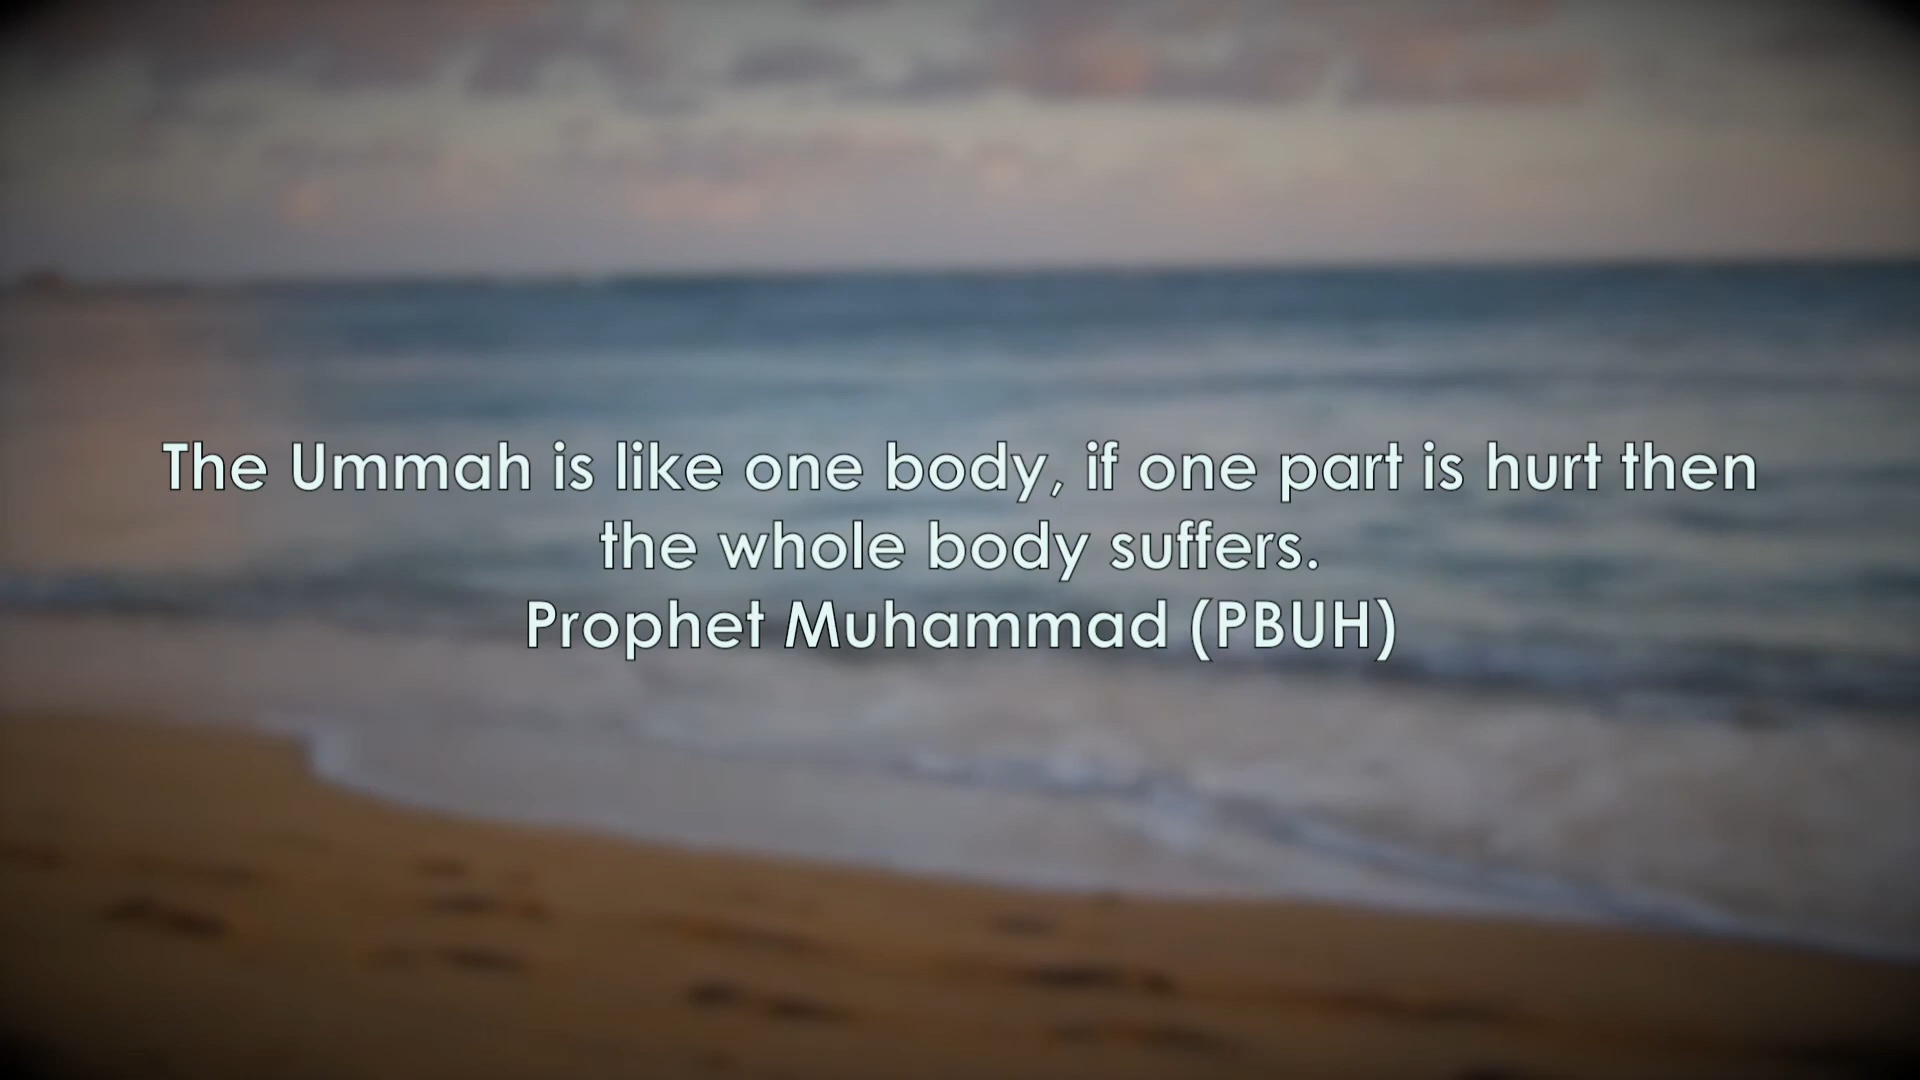 The Ummah is like one body, if one part is hurt then
the whole body suffers.
Prophet Muhammad (PBUH)